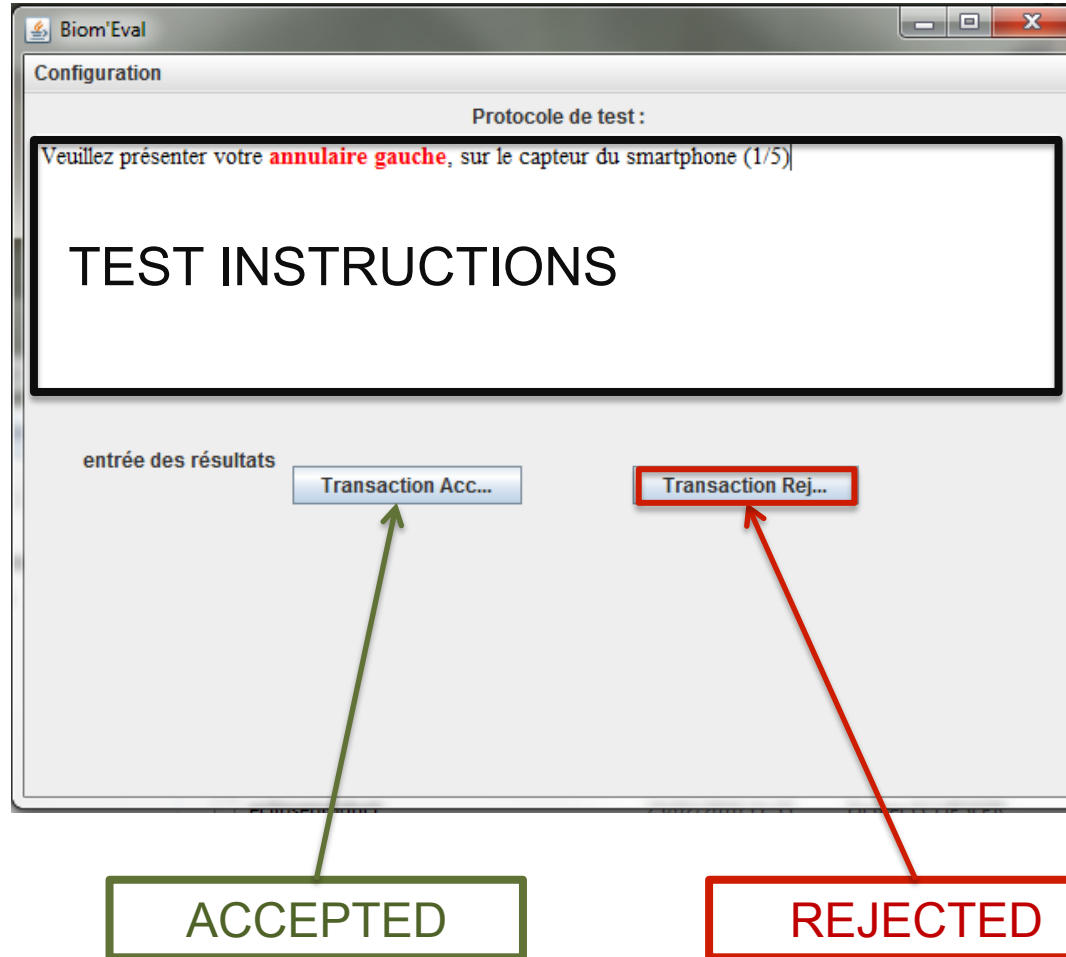 Biom'Eval
Configuration
Protocole de test :
Veuillez présenter votre annulaire gauche, sur le capteur du smartphone (1/5)
TEST INSTRUCTIONS
entrée des résultats
Transaction Acc...
Transaction Rej...
ACCEPTED
REJECTED